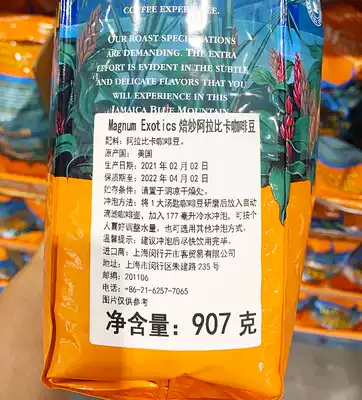 COFFEE EXPERIENCE.
OUR ROAST SPECIFICATIONS
ARE DEMANDING. THE EXTRA
EFFORT IS EVIDENT IN THE SUBTLE
AND DELICATE FLAVORS THAT YOU
WILL EXPERIENCE IN THIS
JAMAICA BLUE MOUNTAIN
Magnum Exotics 焙炒阿拉比卡咖啡豆
配料: 阿拉比卡咖啡豆。
原产国: 美国
生产日期: 2021 年 02 月 02 日
保质期至: 2022 年 04 月 02 日
贮存条件: 请置于阴凉干燥处。
冲泡方法: 将 1 大汤匙咖啡豆研磨后放入自动
滴滤咖啡壶, 加入 177 毫升冷水冲泡, 可按个
人喜好调整水量, 也可选用其他冲泡方式。
温馨提示: 建议冲泡后尽快饮用完毕。
进口商: 上海闵行开市客贸易有限公司
地址: 上海市闵行区朱建路 235 号
邮编: 201106
电话: +86-21-6257-7065
图片仅供参考
净含量: 907 克